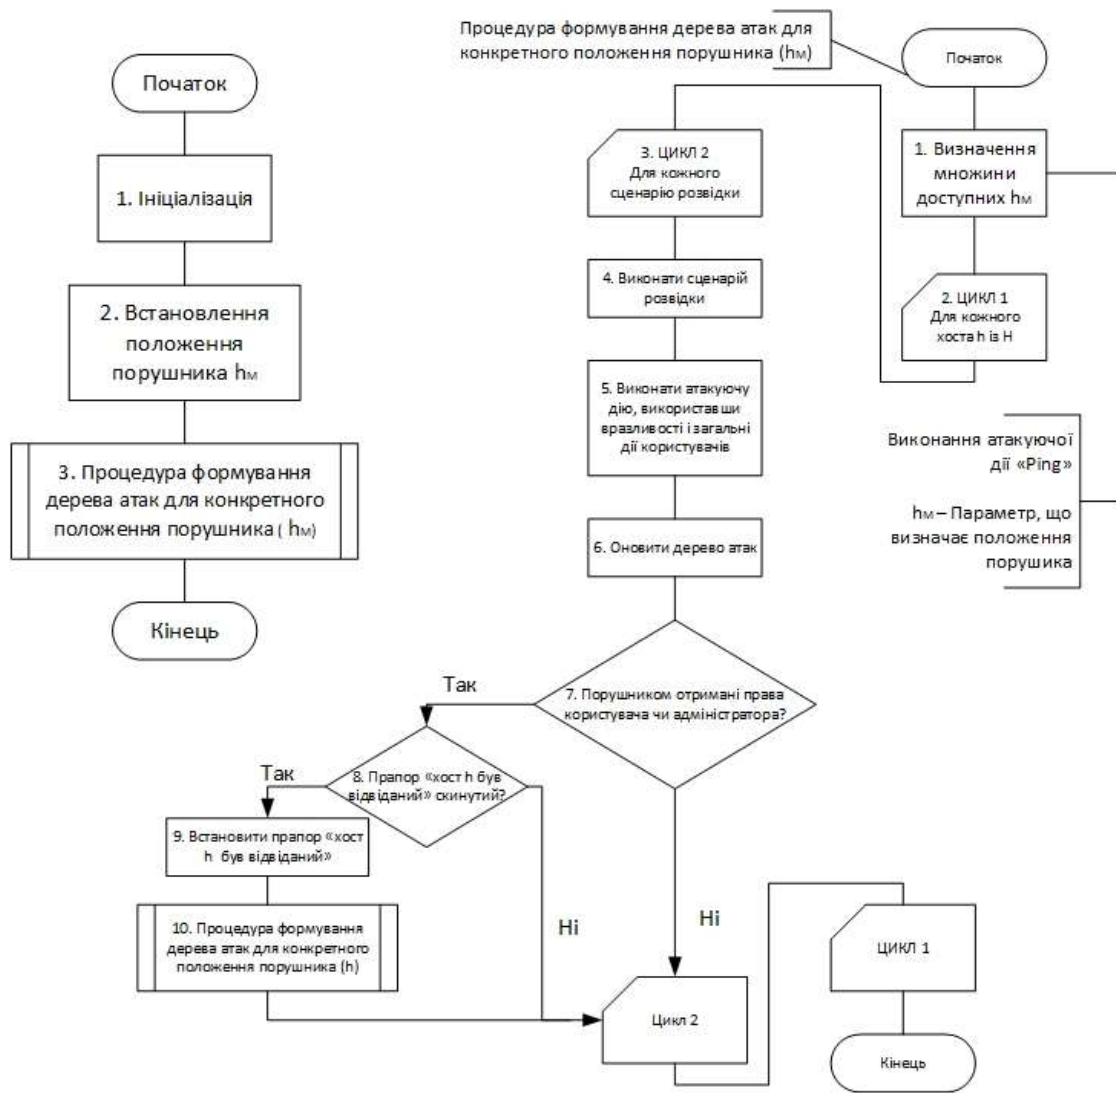 Початок
1. Ініціалізація
2. Встановлення
положення
порушника hм
3. Процедура формування
дерева атак для конкретного
положення порушника ( hм)
Кінець
Процедура формування дерева атак для
конкретного положення порушника (hм)
Початок
1. Визначення
множини
доступних hм
2. ЦИКЛ 1
Для кожного
хоста h із H
3. ЦИКЛ 2
Для кожного
сценарію розвідки
4. Виконати сценарій
розвідки
5. Виконати атакуючу
дію, використавши
вразливості і загальні
дії користувачів
6. Оновити дерево атак
Виконання атакуючої
дії «Ping»
hм – Параметр, що
визначає положення
порушика
7. Порушником отримані права
користувача чи адміністратора?
Так
8. Прапор «хост h був
відвіданий» скинутий?
Так
9. Встановити прапор «хост
h був відвіданий»
10. Процедура формування
дерева атак для конкретного
положення порушника (h)
Ні
Ні
Цикл 2
ЦИКЛ 1
Кінець